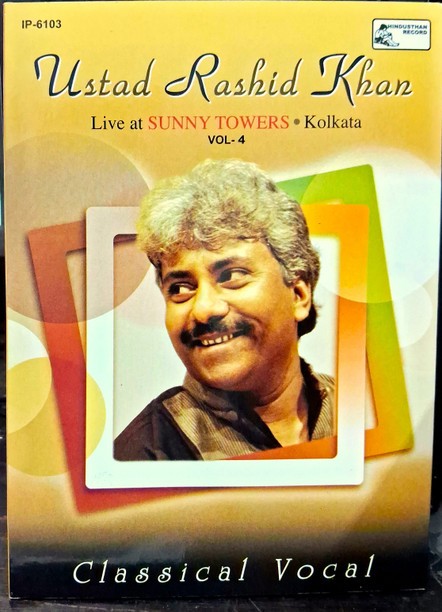 IP-6103
HINDUSTHAN
RECORD
Ustad Rashid Khan
Live at SUNNY TOWERS • Kolkata
VOL- 4
Classical Vocal